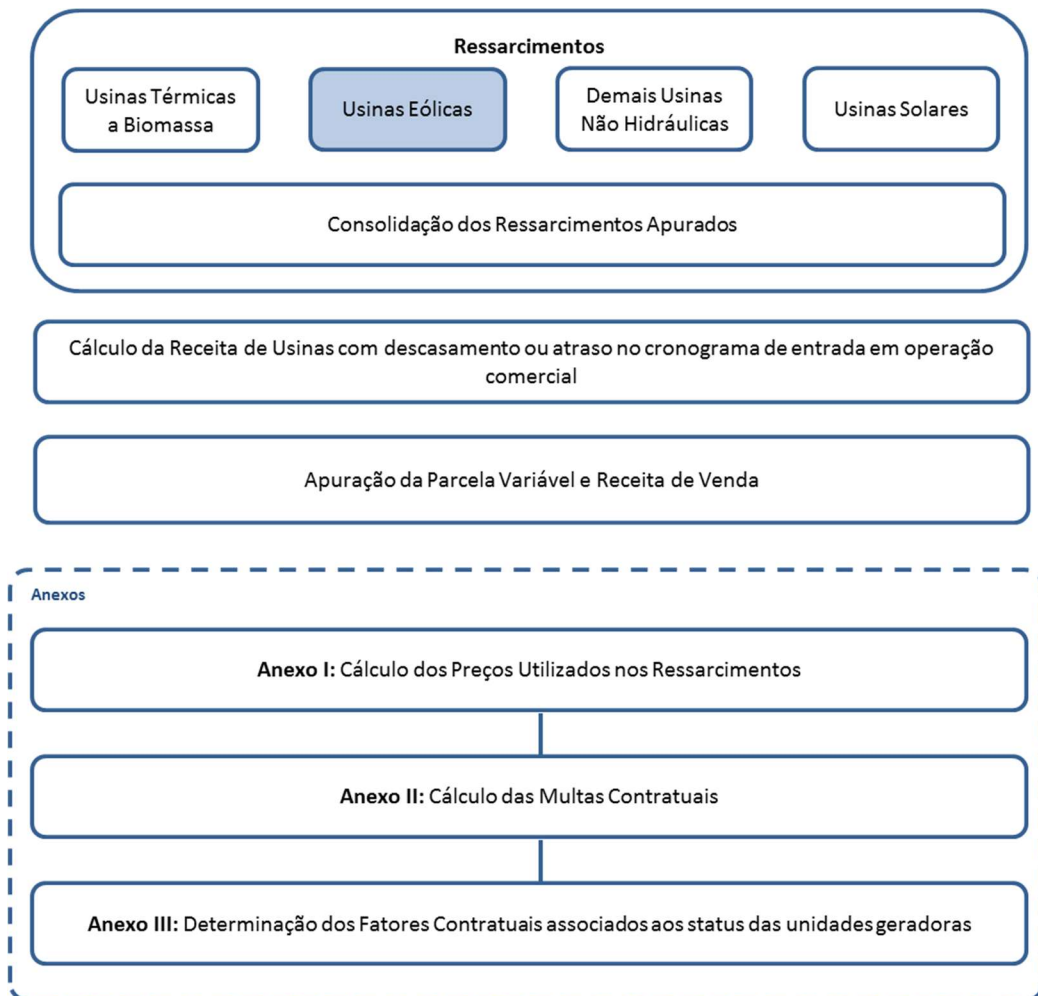 Ressarcimentos
Usinas Térmicas
a Biomassa
Usinas Eólicas
Demais Usinas
Não Hidráulicas
Usinas Solares
Consolidação dos Ressarcimentos Apurados
Cálculo da Receita de Usinas com descasamento ou atraso no cronograma de entrada em operação
comercial
Apuração da Parcela Variável e Receita de Venda
Anexos
Anexo I: Cálculo dos Preços Utilizados nos Ressarcimentos
Anexo II: Cálculo das Multas Contratuais
Anexo III: Determinação dos Fatores Contratuais associados aos status das unidades geradoras